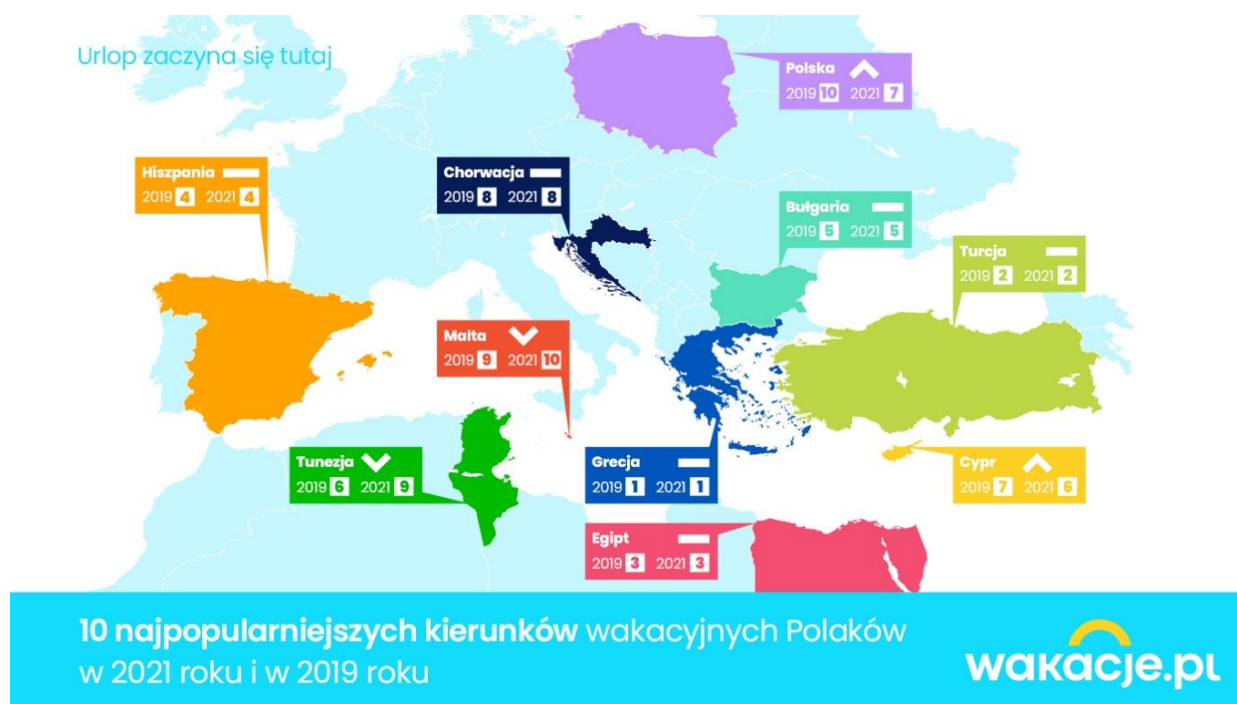 Urlop zaczyna się tutaj
Polska
2019 10 2021 7
Hiszpania
2019 4 2021 4
Chorwacja
2019 8 2021 8
Bułgaria
2019 5 2021 5
Turcja
2019 2 2021 2
Malta
2019 9 2021 10
Tunezja
2019 6 2021 9
Grecja
2019 1 2021 1
Cypr
2019 7 2021 6
Egipt
2019 3 2021 3
10 najpopularniejszych kierunków wakacyjnych Polaków
w 2021 roku i w 2019 roku
wakacje.pl